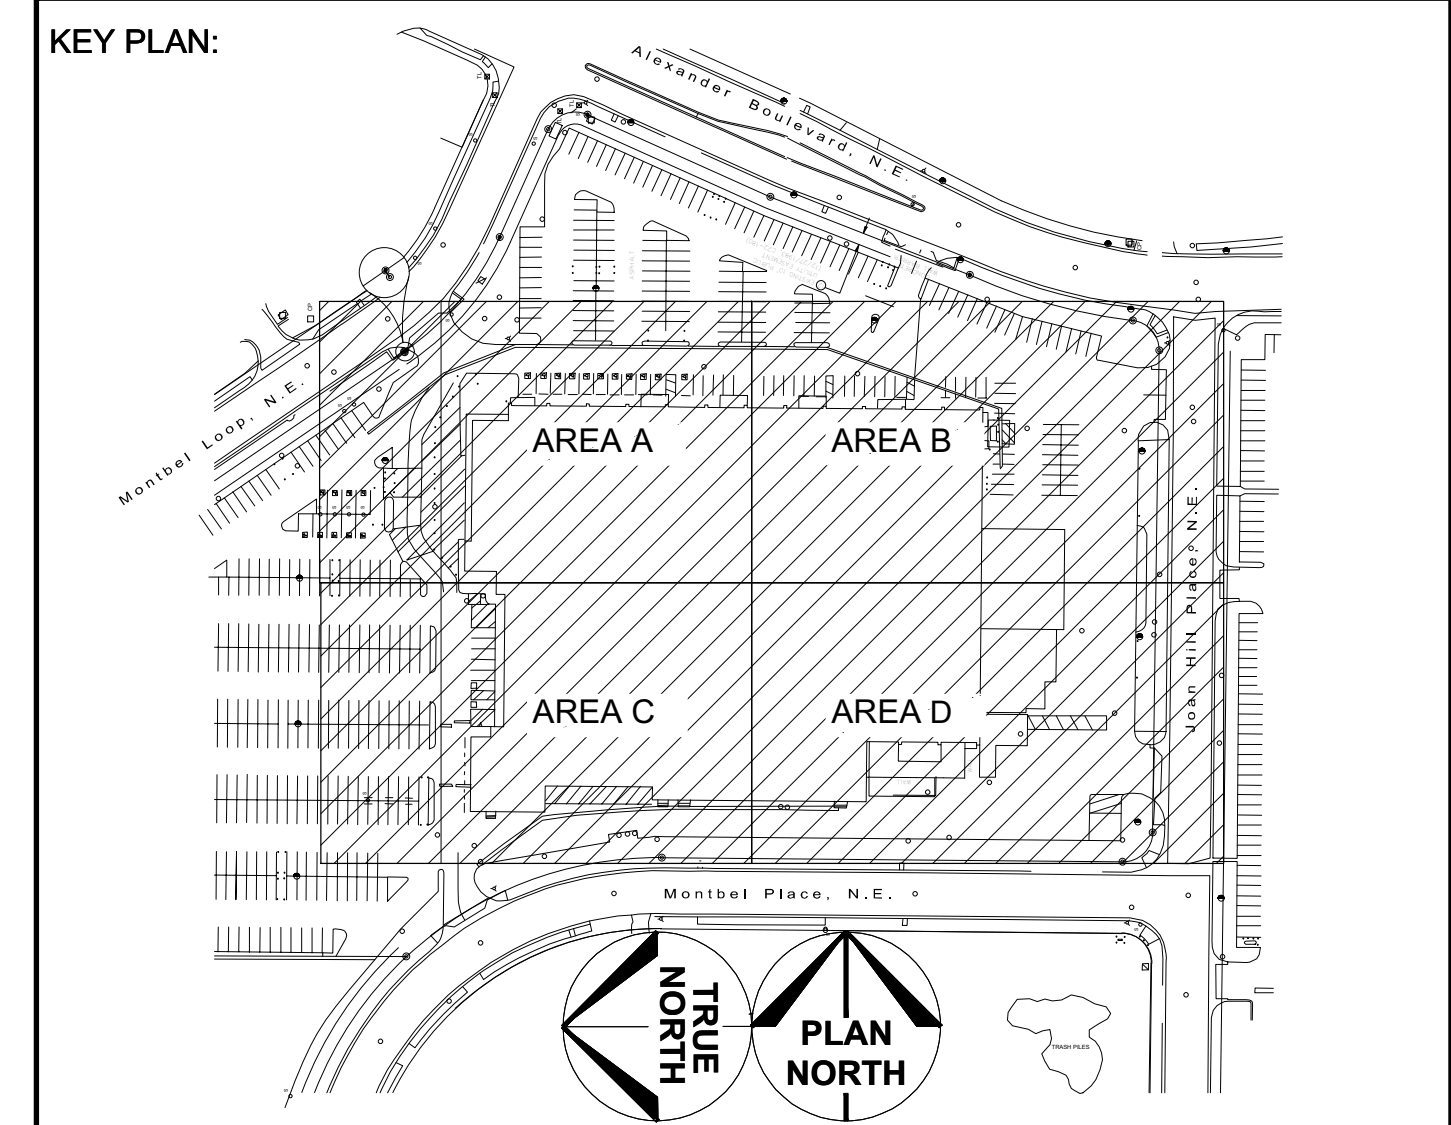 KEY PLAN:
Alexander Boulevard, N.E.
Montbel Loop, N.E.
AREA A
AREA B
Joan Hill Place, N.E.
AREA C
AREA D
Montbel Place, N.E.
TRUE
NORTH
PLAN
NORTH
TRASH PILES